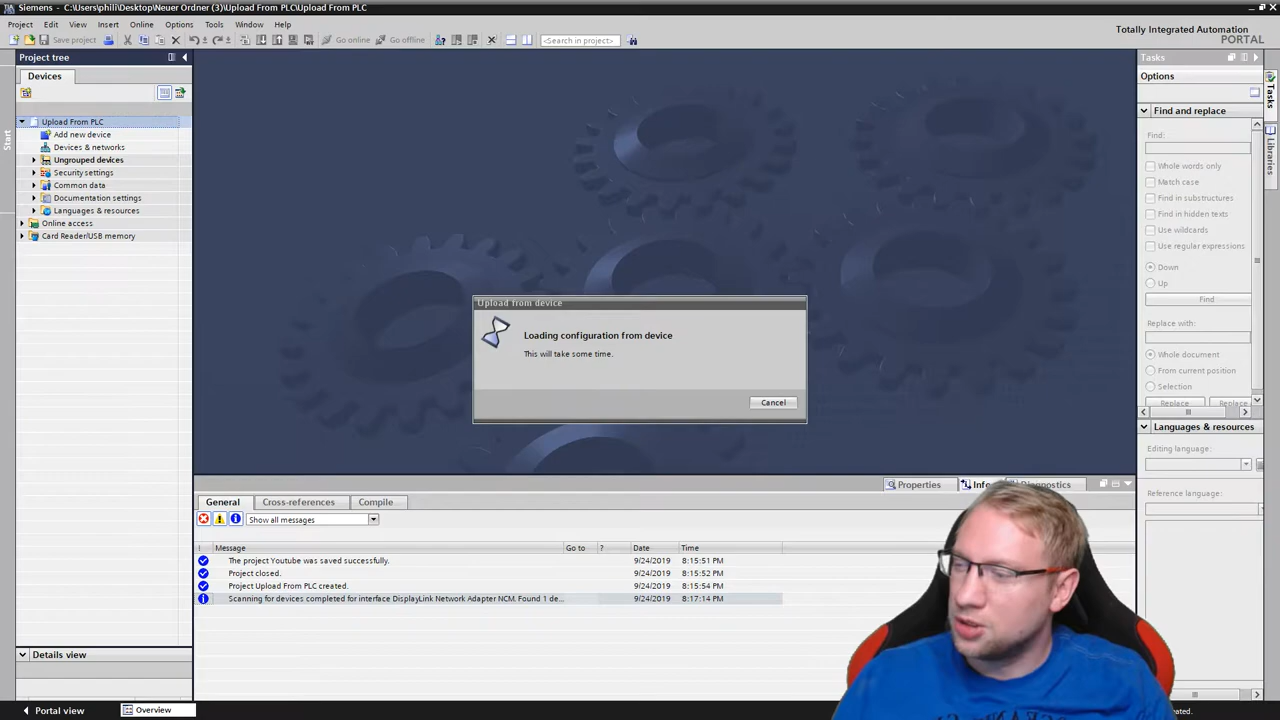 Siemens - C:\Users\phili\Desktop\Neuer Ordner (3)\Upload From PLC\Upload From PLC
Project Edit View Insert Online Options Tools Window Help
Save project Go online Go offline <Search in project>
Totally Integrated Automation
PORTAL
Project tree
Devices
Start
Upload From PLC
Add new device
Devices & networks
Ungrouped devices
Security settings
Common data
Documentation settings
Languages & resources
Online access
Card Reader/USB memory
Upload from device
Loading configuration from device
This will take some time.
Cancel
Tasks
Options
Find and replace
Find:
Whole words only
Match case
Find in substructures
Find in hidden texts
Use wildcards
Use regular expressions
Down
Up
Find
Replace with:
Whole document
From current position
Selection
Replace Replace
Languages & resources
Editing language:
Reference language:
Tasks
Libraries
Properties Info Diagnostics
General Cross-references Compile
Show all messages
! Message Go to ? Date Time
The project Youtube was saved successfully. 9/24/2019 8:15:51 PM
Project closed. 9/24/2019 8:15:52 PM
Project Upload From PLC created. 9/24/2019 8:15:54 PM
Scanning for devices completed for interface DisplayLink Network Adapter NCM. Found 1 de... 9/24/2019 8:17:14 PM
Details view
Portal view Overview